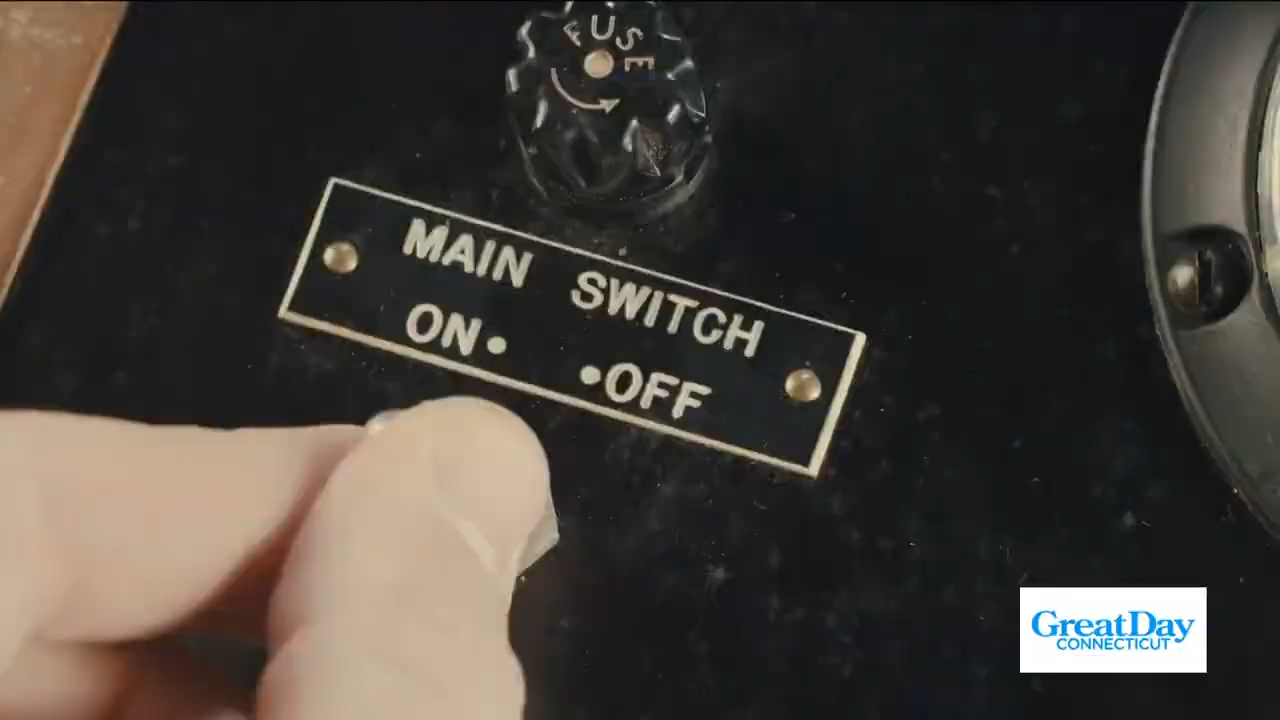 FUSE
MAIN SWITCH
ON• •OFF
GreatDay
CONNECTICUT